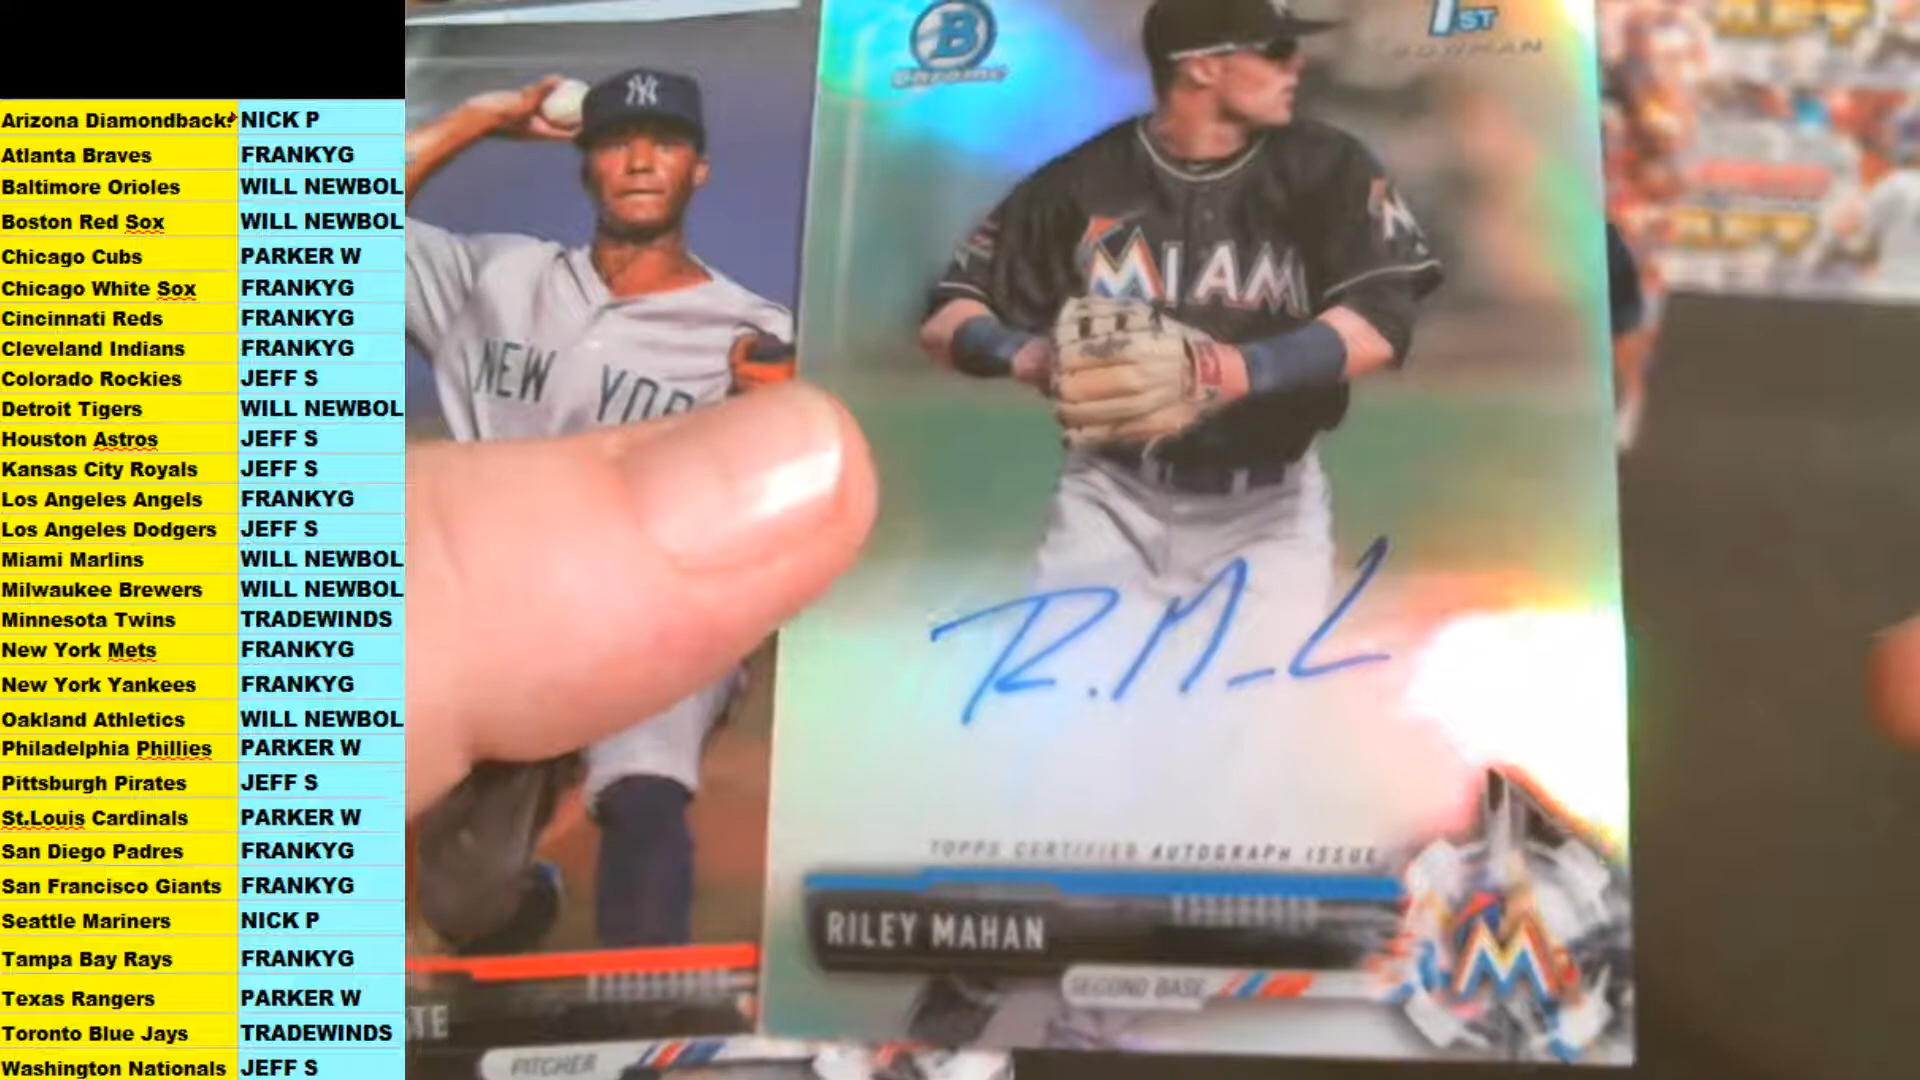 Arizona Diamondbacks NICK P
Atlanta Braves FRANKYG
Baltimore Orioles WILL NEWBOL
Boston Red Sox WILL NEWBOL
Chicago Cubs PARKER W
Chicago White Sox FRANKYG
Cincinnati Reds FRANKYG
Cleveland Indians FRANKYG
Colorado Rockies JEFF S
Detroit Tigers WILL NEWBOL
Houston Astros JEFF S
Kansas City Royals JEFF S
Los Angeles Angels FRANKYG
Los Angeles Dodgers JEFF S
Miami Marlins WILL NEWBOL
Milwaukee Brewers WILL NEWBOL
Minnesota Twins TRADEWINDS
New York Mets FRANKYG
New York Yankees FRANKYG
Oakland Athletics WILL NEWBOL
Philadelphia Phillies PARKER W
Pittsburgh Pirates JEFF S
St.Louis Cardinals PARKER W
San Diego Padres FRANKYG
San Francisco Giants FRANKYG
Seattle Mariners NICK P
Tampa Bay Rays FRANKYG
Texas Rangers PARKER W
Toronto Blue Jays TRADEWINDS
Washington Nationals JEFF S
NY
NEW YOR
TE
PITCHER
B
Chrome
1ST
BOWMAN
MIAMI
M
R. M
TOPPS CERTIFIED AUTOGRAPH ISSUE
RILEY MAHAN
SECOND BASE
M